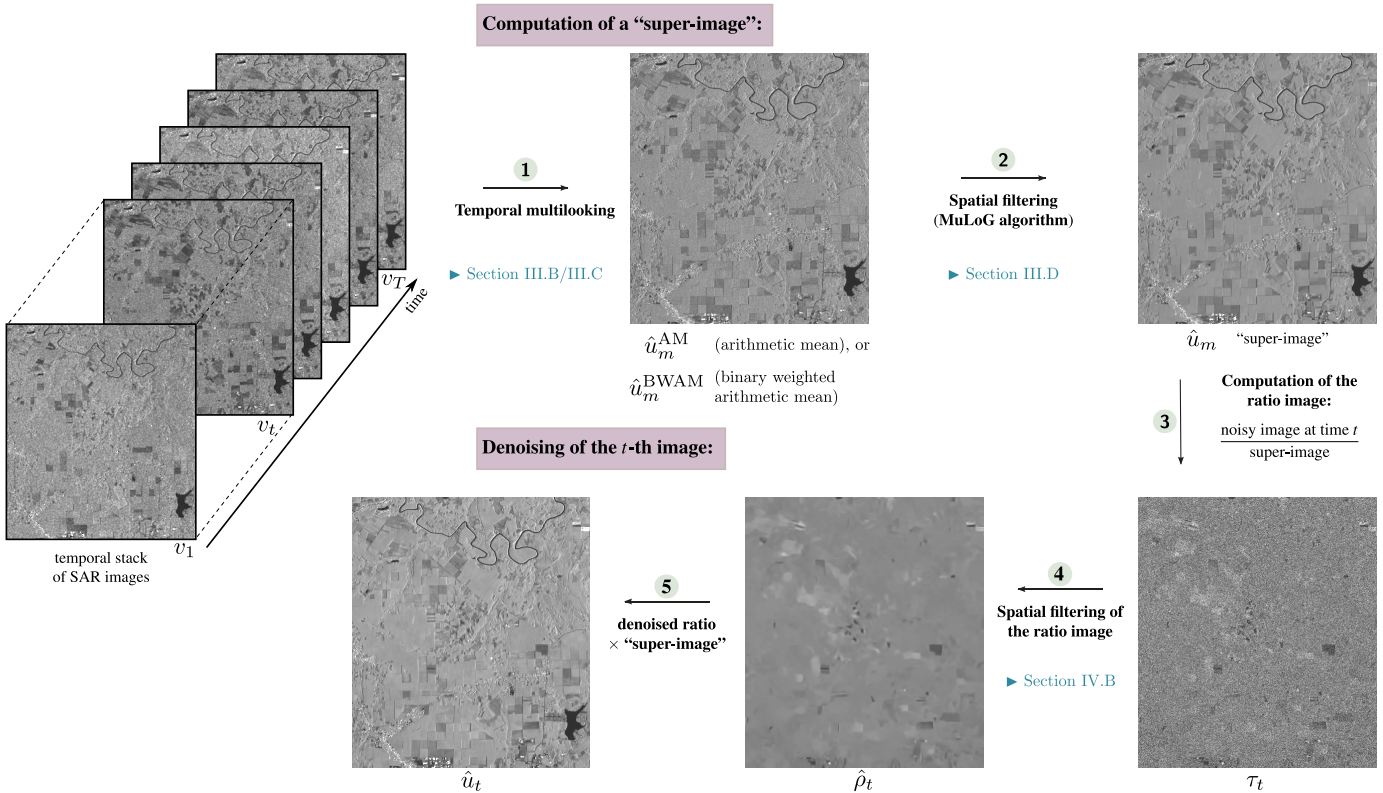 Computation of a “super-image”:
1
Temporal multilooking
► Section III.B/III.C
2
Spatial filtering
(MuLoG algorithm)
► Section III.D
v_T
time
v_t
v_1
temporal stack
of SAR images
û_m^AM (arithmetic mean), or
û_m^BWAM (binary weighted
arithmetic mean)
û_m “super-image”
3
Computation of the
ratio image:
noisy image at time t
super-image
Denoising of the t-th image:
4
Spatial filtering of
the ratio image
► Section IV.B
5
denoised ratio
× “super-image”
û_t
ρ̂_t
τ_t